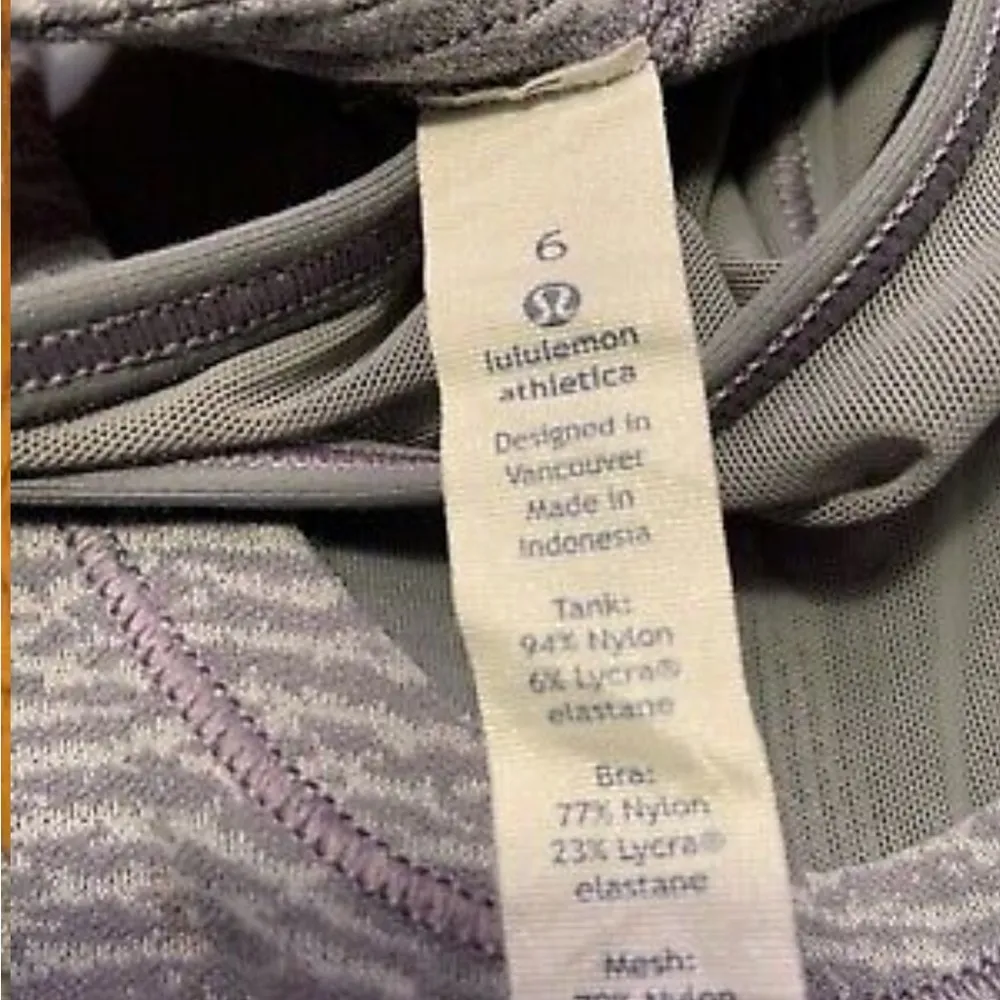 6
lululemon
athletica
Designed in
Vancouver
Made in
Indonesia
Tank:
94% Nylon
6% Lycra®
elastane
Bra:
77% Nylon
23% Lycra®
elastane
Mesh:
Nylon